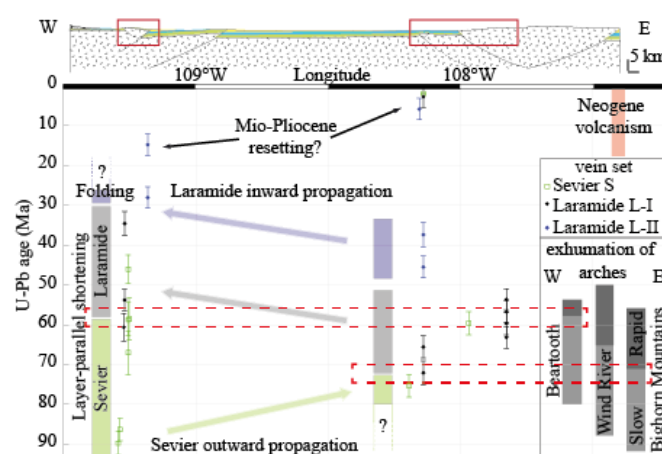 W
E
5 km
109°W
Longitude
108°W
0
10
20
30
40
50
60
70
80
90
U-Pb age (Ma)
Mio-Pliocene
resetting?
Neogene
volcanism
?
Folding
Laramide inward propagation
vein set
Sevier S
Laramide L-I
Laramide L-II
exhumation of
arches
W
E
Layer-parallel shortening
Laramide
Sevier
Beartooth
Wind River
Slow
Rapid
Bighorn Mountains
?
Sevier outward propagation